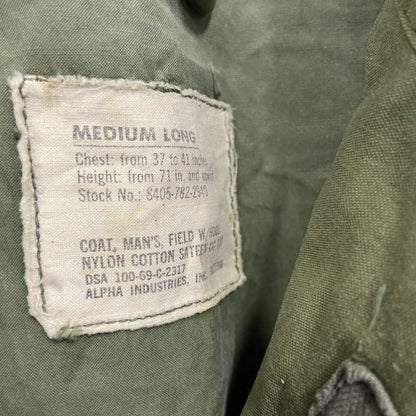 MEDIUM LONG
Chest: from 37 to 41 inches
Height: from 71 in. and
Stock No.: 8405-782-2940
COAT, MAN'S, FIELD W/HOOD
NYLON COTTON SATEEN
DSA 100-69-C-2317
ALPHA INDUSTRIES, INC.